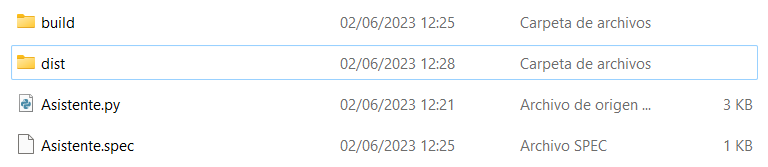 build 02/06/2023 12:25 Carpeta de archivos
dist 02/06/2023 12:28 Carpeta de archivos
Asistente.py 02/06/2023 12:21 Archivo de origen ... 3 KB
Asistente.spec 02/06/2023 12:25 Archivo SPEC 1 KB